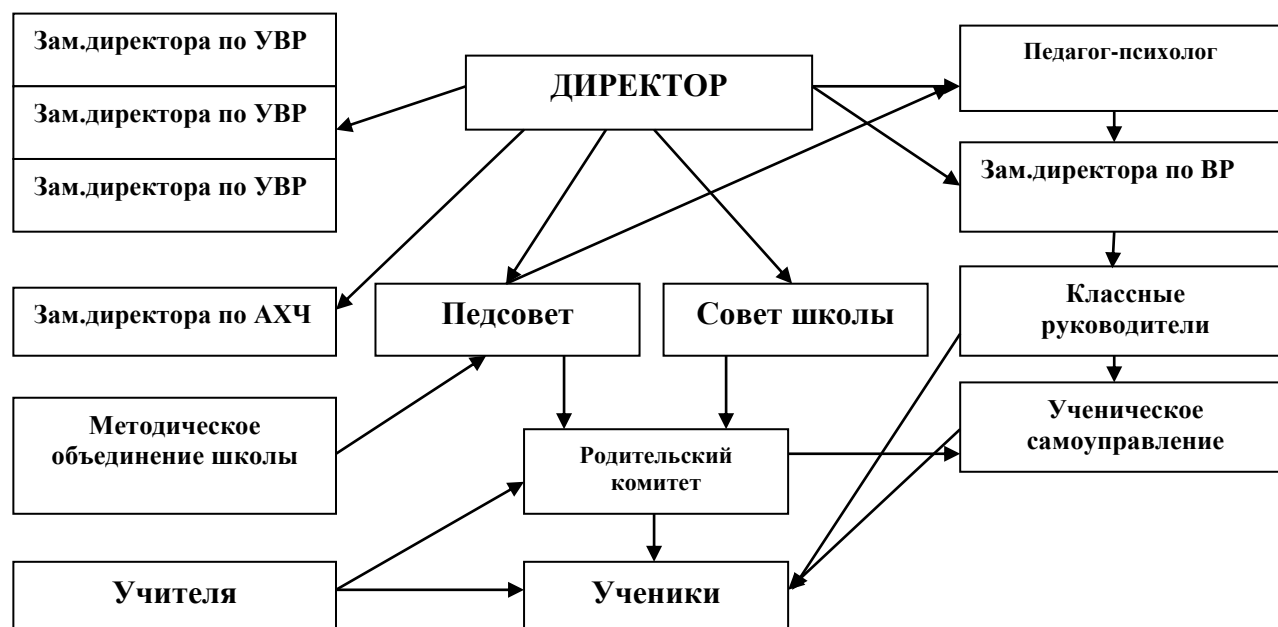 Зам.директора по УВР
ДИРЕКТОР
Педагог-психолог
Зам.директора по УВР
Зам.директора по УВР
Зам.директора по ВР
Зам.директора по АХЧ
Педсовет
Совет школы
Классные
руководители
Методическое
объединение школы
Родительский
комитет
Ученическое
самоуправление
Учителя
Ученики